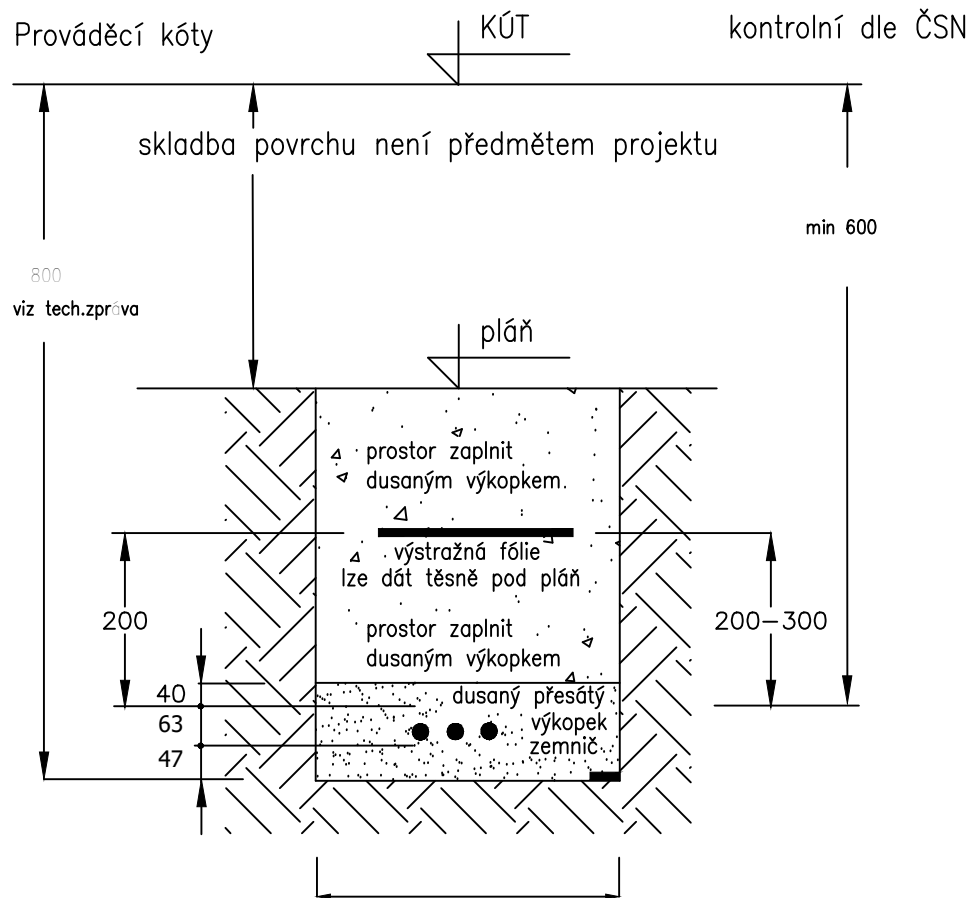 Prováděcí kóty
KÚT
kontrolní dle ČSN
skladba povrchu není předmětem projektu
min 600
800
viz tech.zpráva
pláň
prostor zaplnit
dusaným výkopkem
výstražná fólie
lze dát těsně pod pláň
200
200-300
prostor zaplnit
dusaným výkopkem
40
dusaný přesátý
63
výkopek
zemnič
47